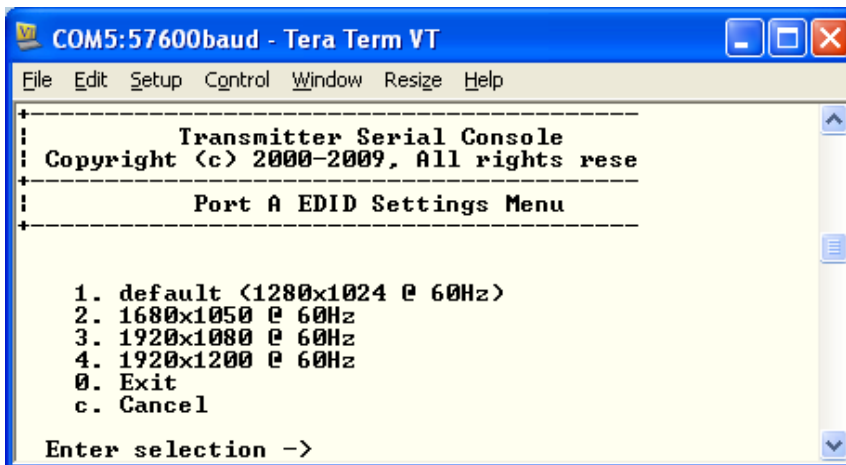 COM5:57600baud - Tera Term VT
File Edit Setup Control Window Resize Help
+-----------------------------------------
¦ Transmitter Serial Console
¦ Copyright (c) 2000-2009, All rights rese
+-----------------------------------------
¦ Port A EDID Settings Menu
+-----------------------------------------
1. default (1280x1024 @ 60Hz)
2. 1680x1050 @ 60Hz
3. 1920x1080 @ 60Hz
4. 1920x1200 @ 60Hz
0. Exit
c. Cancel
Enter selection ->